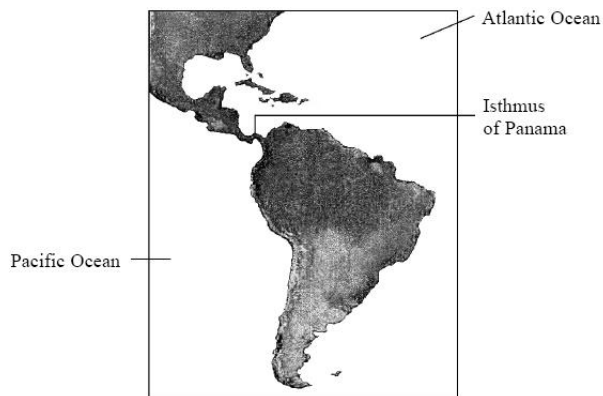 Atlantic Ocean
Isthmus
of Panama
Pacific Ocean